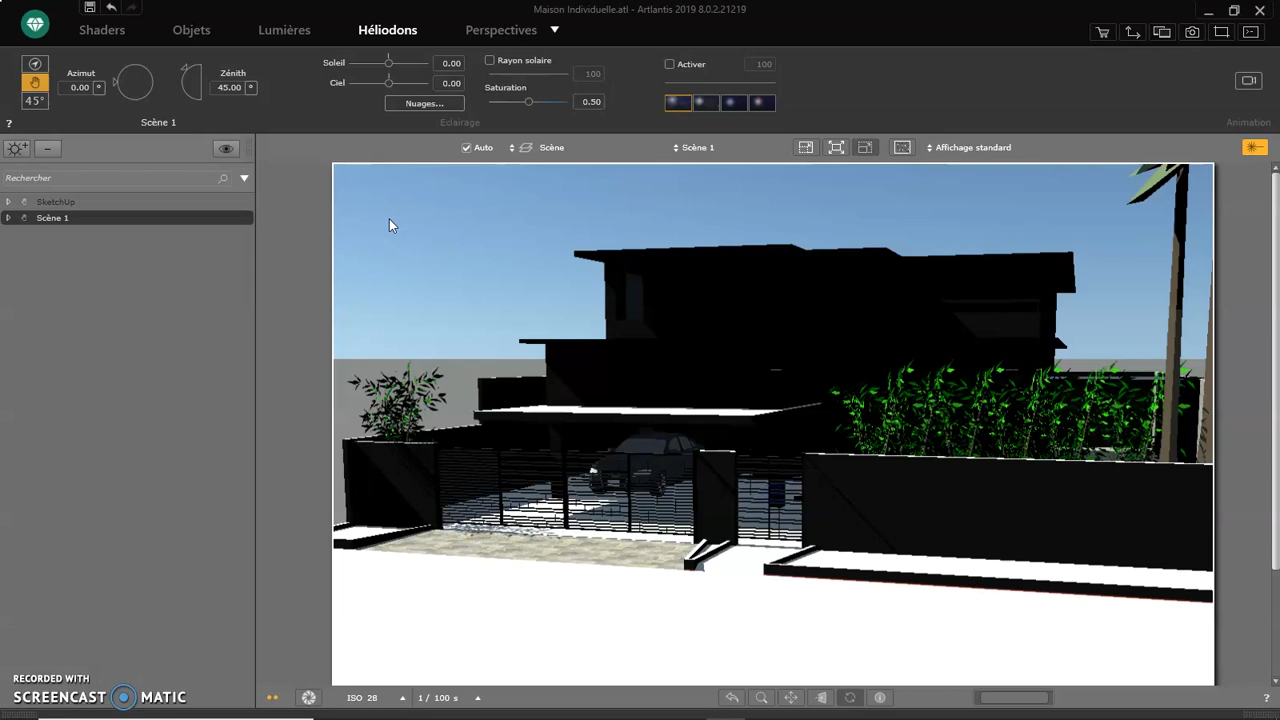 Maison Individuelle.atl - Artlantis 2019 8.0.2.21219
Shaders Objets Lumières Héliodons Perspectives
Azimut
0.00 °
45°
Zénith
45.00 °
Scène 1
Soleil 0.00
Ciel 0.00
Nuages...
Rayon solaire
100
Saturation
0.50
Eclairage
Activer 100
Animation
?
Auto Scène Scène 1 Affichage standard
Rechercher
SketchUp
Scène 1
RECORDED WITH
SCREENCAST MATIC
ISO 28 1 / 100 s
?